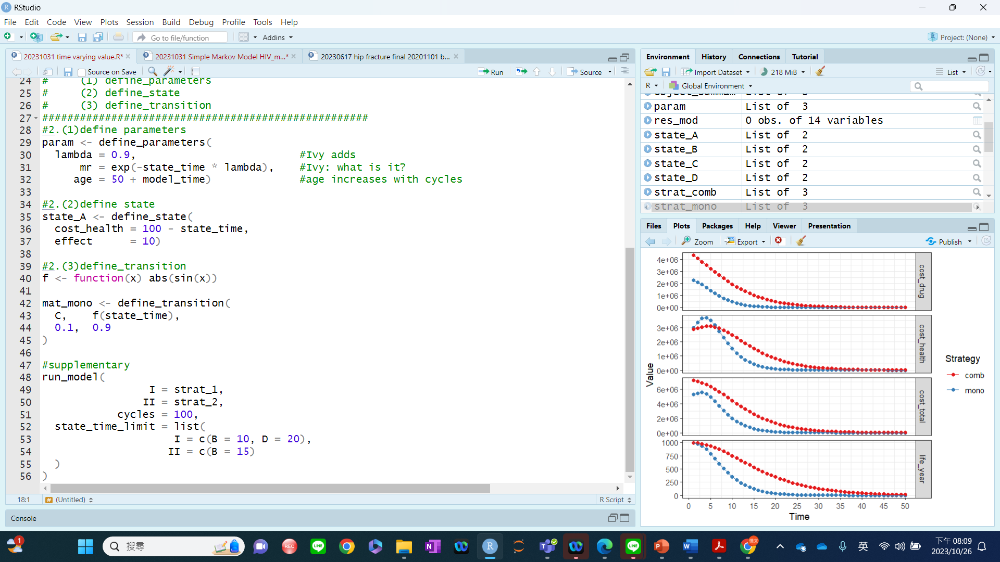 RStudio
File Edit Code View Plots Session Build Debug Profile Tools Help
Go to file/function Addins Project: (None)
20231031 time varying value.R* 20231031 Simple Markov Model HIV_m...* 20230617 hip fracture final 20201101 b...
Source on Save Run Source
24 # (1) define_parameters
25 # (2) define_state
26 # (3) define_transition
27 ####################################################
28 #2.(1)define parameters
29 param <- define_parameters(
30 lambda = 0.9, #Ivy adds
31 mr = exp(-state_time * lambda), #Ivy: what is it?
32 age = 50 + model_time) #age increases with cycles
33
34 #2.(2)define state
35 state_A <- define_state(
36 cost_health = 100 - state_time,
37 effect = 10)
38
39 #2.(3)define_transition
40 f <- function(x) abs(sin(x))
41
42 mat_mono <- define_transition(
43 C, f(state_time),
44 0.1, 0.9
45 )
46
47 #supplementary
48 run_model(
49 I = strat_1,
50 II = strat_2,
51 cycles = 100,
52 state_time_limit = list(
53 I = c(B = 10, D = 20),
54 II = c(B = 15)
55 )
56 )
18:1 # (Untitled) R Script
Console
Environment History Connections Tutorial
Import Dataset 218 MiB List
R Global Environment
param List of 3
res_mod 0 obs. of 14 variables
state_A List of 2
state_B List of 2
state_C List of 2
state_D List of 2
strat_comb List of 3
strat_mono List of 3
Files Plots Packages Help Viewer Presentation
Zoom Export Publish
4e+06
3e+06
2e+06
1e+06
0e+00
cost_drug
3e+06
2e+06
1e+06
0e+00
cost_health
6e+06
4e+06
2e+06
0e+00
cost_total
1000
750
500
250
0
life_year
0 5 10 15 20 25 30 35 40 45 50
Time
Value
Strategy
comb
mono
1 搜尋 REC LINE N R T LINE P W 英 下午 08:09
2023/10/26